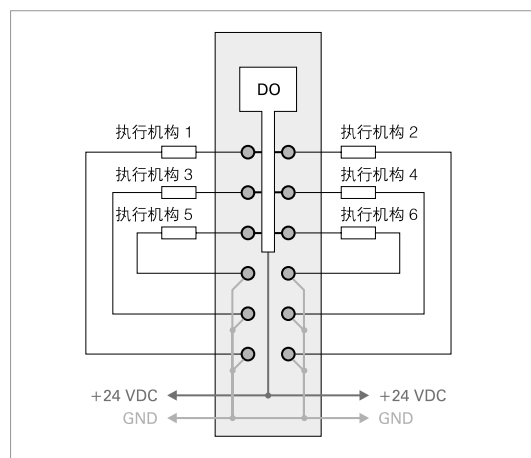 DO
执行机构 1
执行机构 2
执行机构 3
执行机构 4
执行机构 5
执行机构 6
+24 VDC
+24 VDC
GND
GND